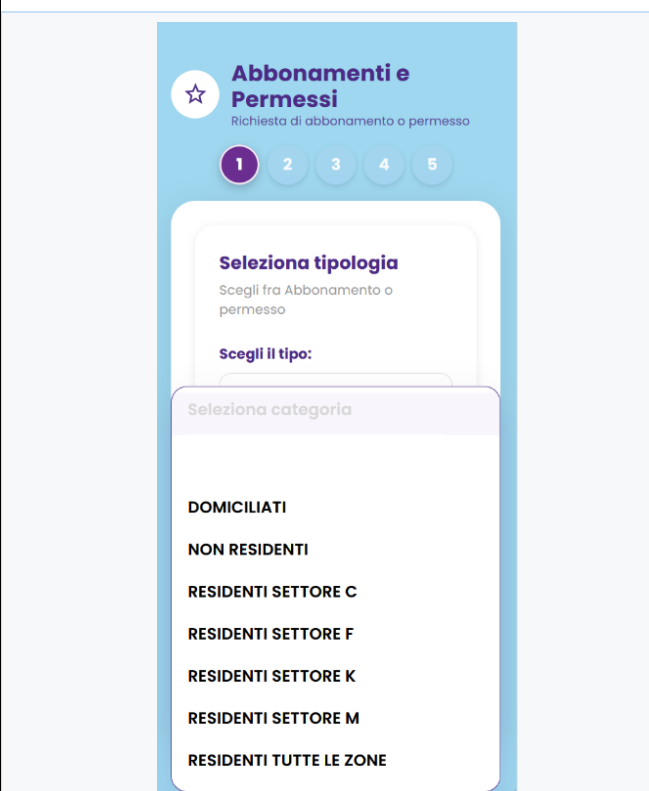 Abbonamenti e
Permessi
Richiesta di abbonamento o permesso
1 2 3 4 5
Seleziona tipologia
Scegli fra Abbonamento o
permesso
Scegli il tipo:
Seleziona categoria
DOMICILIATI
NON RESIDENTI
RESIDENTI SETTORE C
RESIDENTI SETTORE F
RESIDENTI SETTORE K
RESIDENTI SETTORE M
RESIDENTI TUTTE LE ZONE